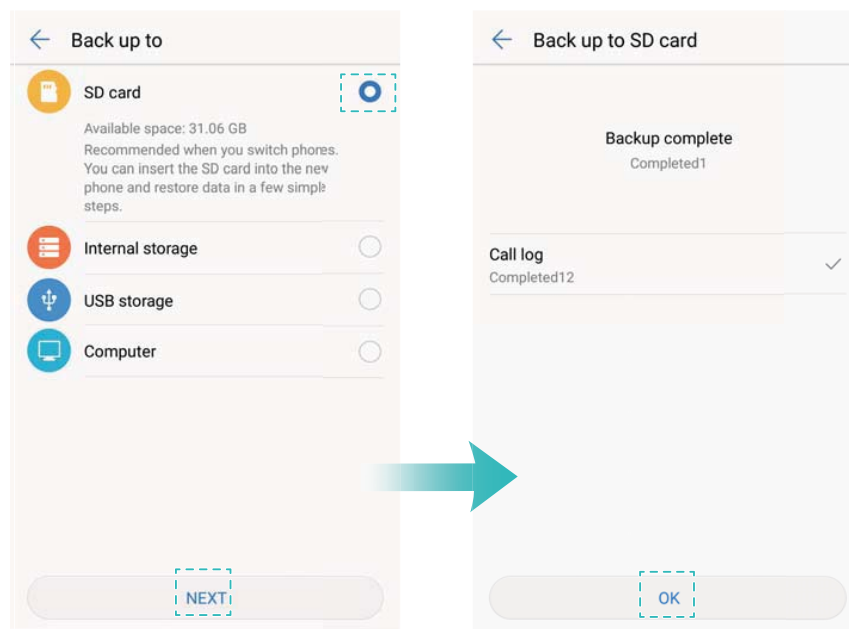 Back up to
SD card
Available space: 31.06 GB
Recommended when you switch phones.
You can insert the SD card into the new
phone and restore data in a few simple
steps.
Internal storage
USB storage
Computer
NEXT
Back up to SD card
Backup complete
Completed1
Call log
Completed12
OK